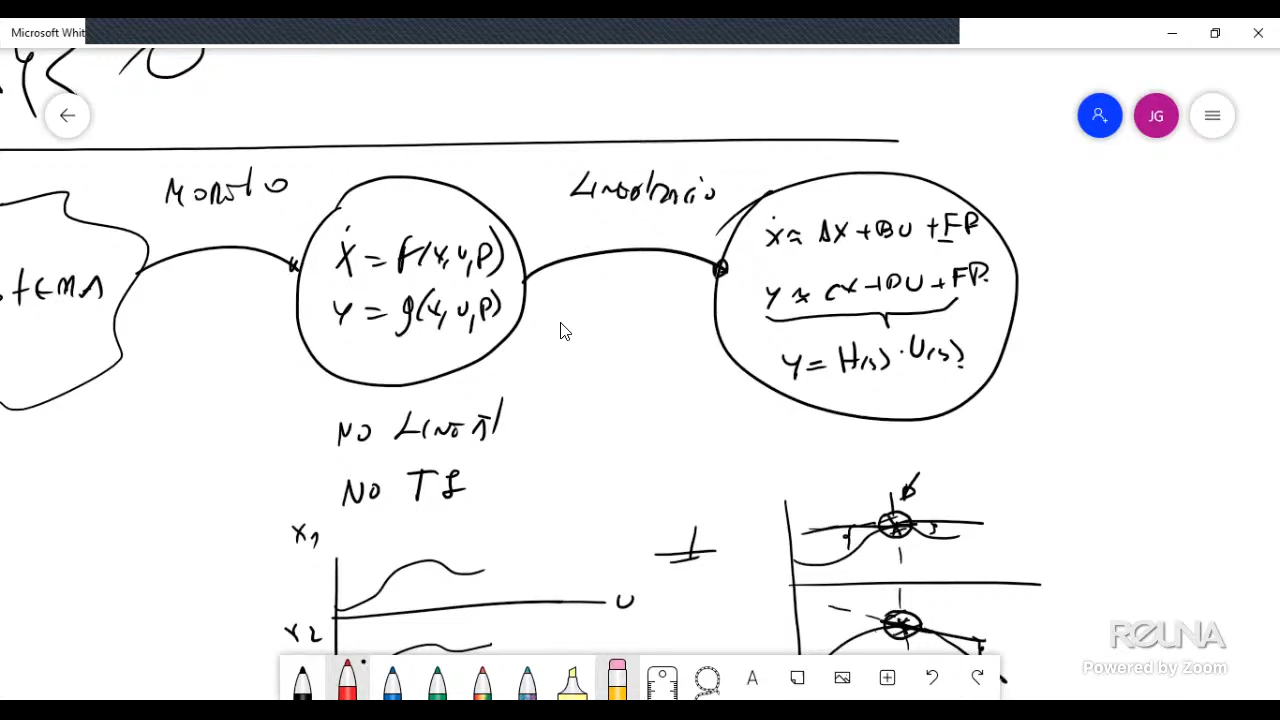 Microsoft Whit
JG
Modelo
Linealización
...tema
Ẋ = f(x, u, p)
Y = g(x, u, p)
ẋ ≈ AX + BU + FP
Y ≈ CX + DU + FP
Y = H(s) · U(s)
NO Lineal
NO TI
X1
U
X2
REUNA
Powered by Zoom
A